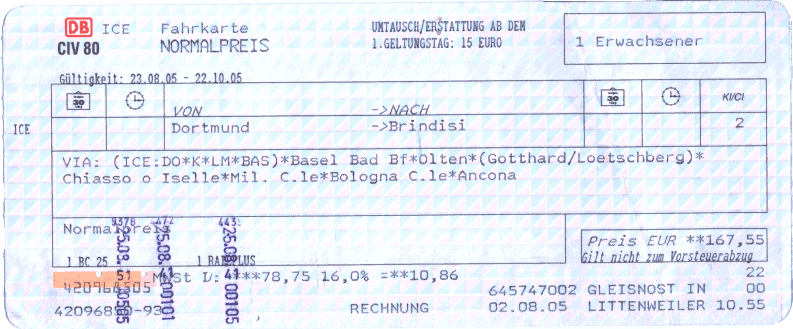 DB ICE Fahrkarte UMTAUSCH/ERSTATTUNG AB DEM
CIV 80 NORMALPREIS 1.GELTUNGSTAG: 15 EURO 1 Erwachsener
Gültigkeit: 23.08.05 - 22.10.05
VON ->NACH Kl/Cl
ICE Dortmund ->Brindisi 2
VIA: (ICE:DO*K*LM*BAS)*Basel Bad Bf*Olten*(Gotthard/Loetschberg)*
Chiasso o Iselle*Mil. C.le*Bologna C.le*Ancona
Normalpreis
Preis EUR **167,55
1 BC 25 1 RAILPLUS Gilt nicht zum Vorsteuerabzug
MWSt D: ****78,75 16,0% =**10,86 22
420968505 645747002 GLEISNOST IN 00
RECHNUNG 02.08.05 LITTENWEILER 10.55